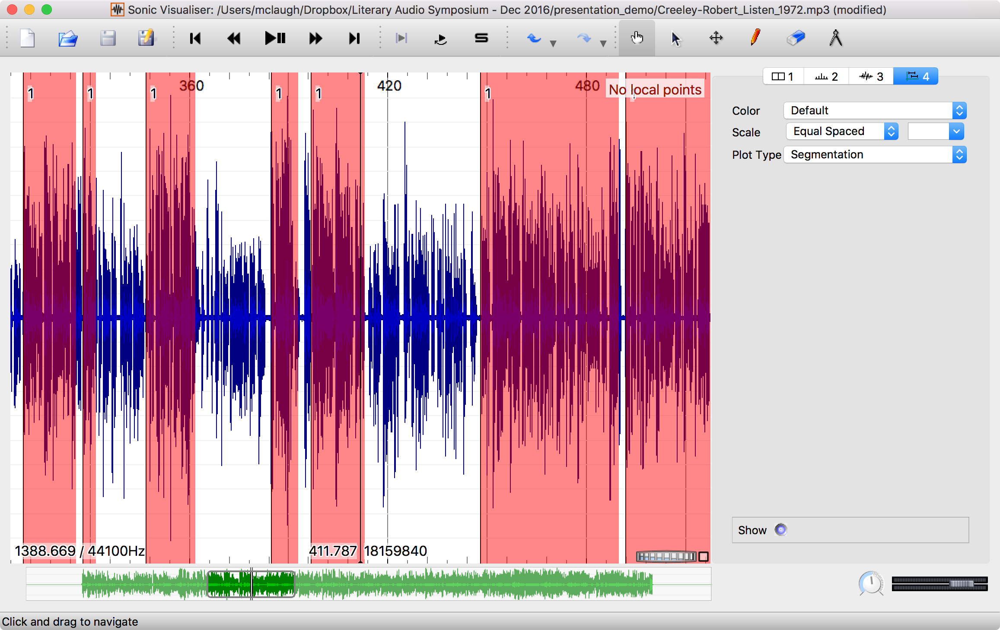 Sonic Visualiser: /Users/mclaugh/Dropbox/Literary Audio Symposium - Dec 2016/presentation_demo/Creeley-Robert_Listen_1972.mp3 (modified)
1 2 3 4
360 420 480 No local points
1 1 1 1 1 1
Color Default
Scale Equal Spaced
Plot Type Segmentation
Show
1388.669 / 44100Hz 411.787 18159840
Click and drag to navigate